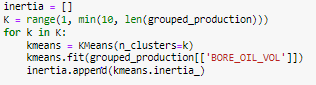 inertia = []
K = range(1, min(10, len(grouped_production)))
for k in K:
    kmeans = KMeans(n_clusters=k)
    kmeans.fit(grouped_production[['BORE_OIL_VOL']])
    inertia.append(kmeans.inertia_)